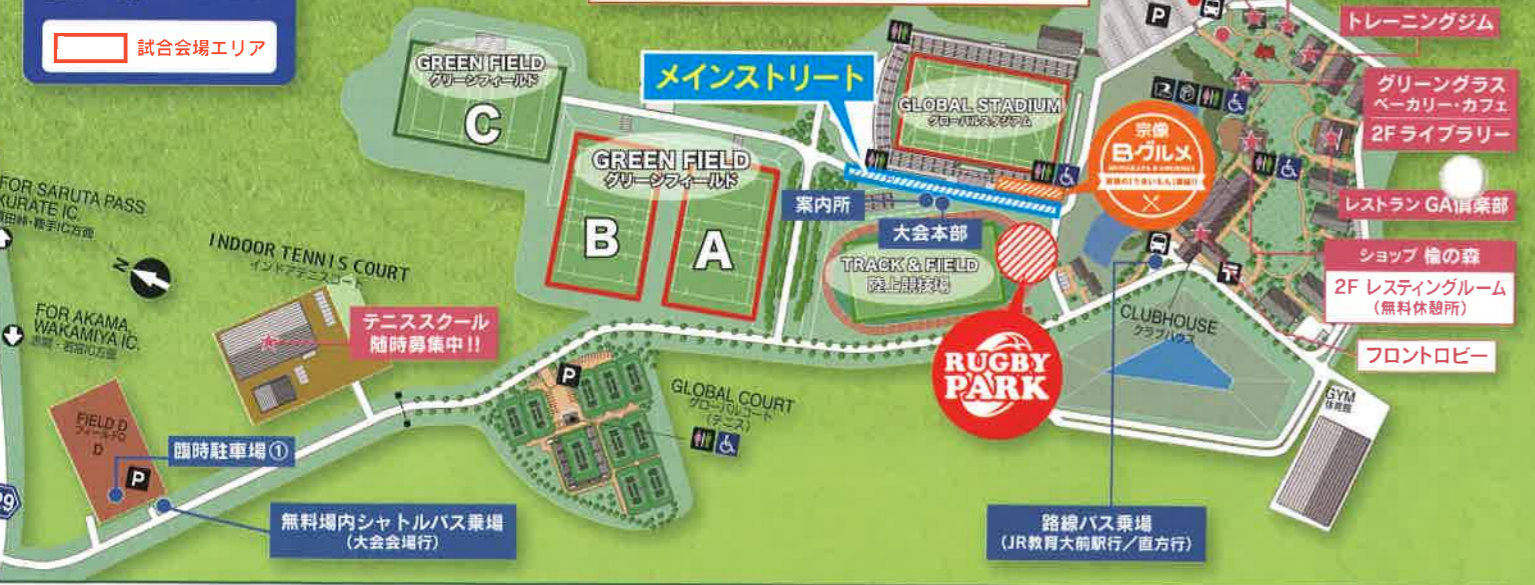 試合会場エリア
GREEN FIELD
グリーンフィールド
C
メインストリート
GLOBAL STADIUM
グローバルスタジアム
P
トレーニングジム
グリーングラス
ベーカリー・カフェ
2F ライブラリー
宗像
Bグルメ
レストラン GA倶楽部
GREEN FIELD
グリーンフィールド
B
A
案内所
大会本部
TRACK & FIELD
陸上競技場
ショップ 檜の森
2F レスティングルーム
(無料休憩所)
フロントロビー
FOR SARUTA PASS
KURATE IC.
N
INDOOR TENNIS COURT
インドアテニスコート
FOR AKAMA,
WAKAMIYA IC.
テニススクール
随時募集中!!
RUGBY
PARK
CLUBHOUSE
クラブハウス
P
GLOBAL COURT
グローバルコート
(テニス)
GYM
体育館
FIELD D
フィールドD
D
P
臨時駐車場①
29
無料場内シャトルバス乗場
(大会会場行)
路線バス乗場
(JR教育大前駅行/直方行)